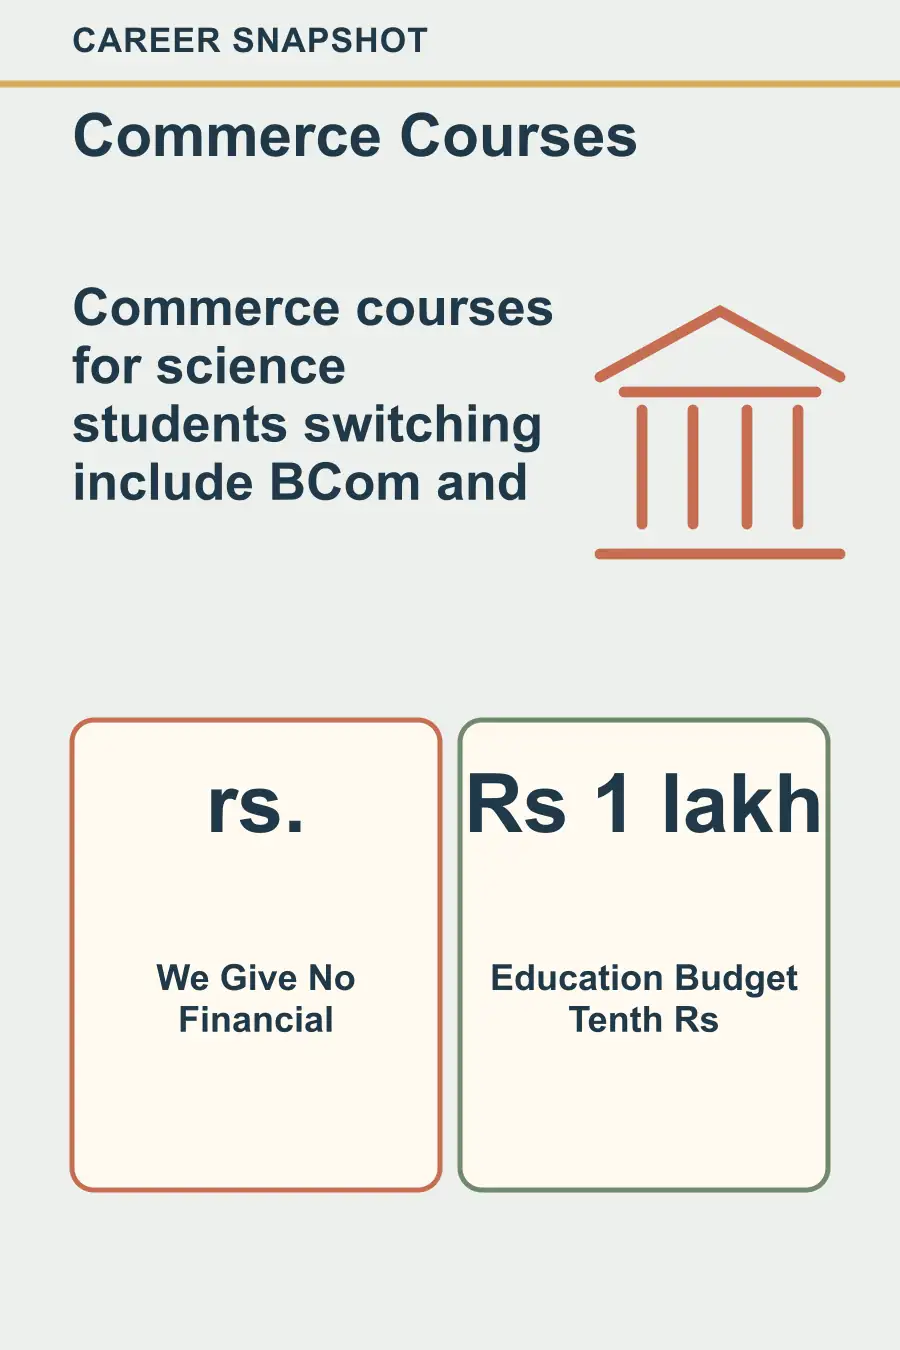 CAREER SNAPSHOT
Commerce Courses
Commerce courses
for science
students switching
include BCom and
rs.
We Give No
Financial
Rs 1 lakh
Education Budget
Tenth Rs